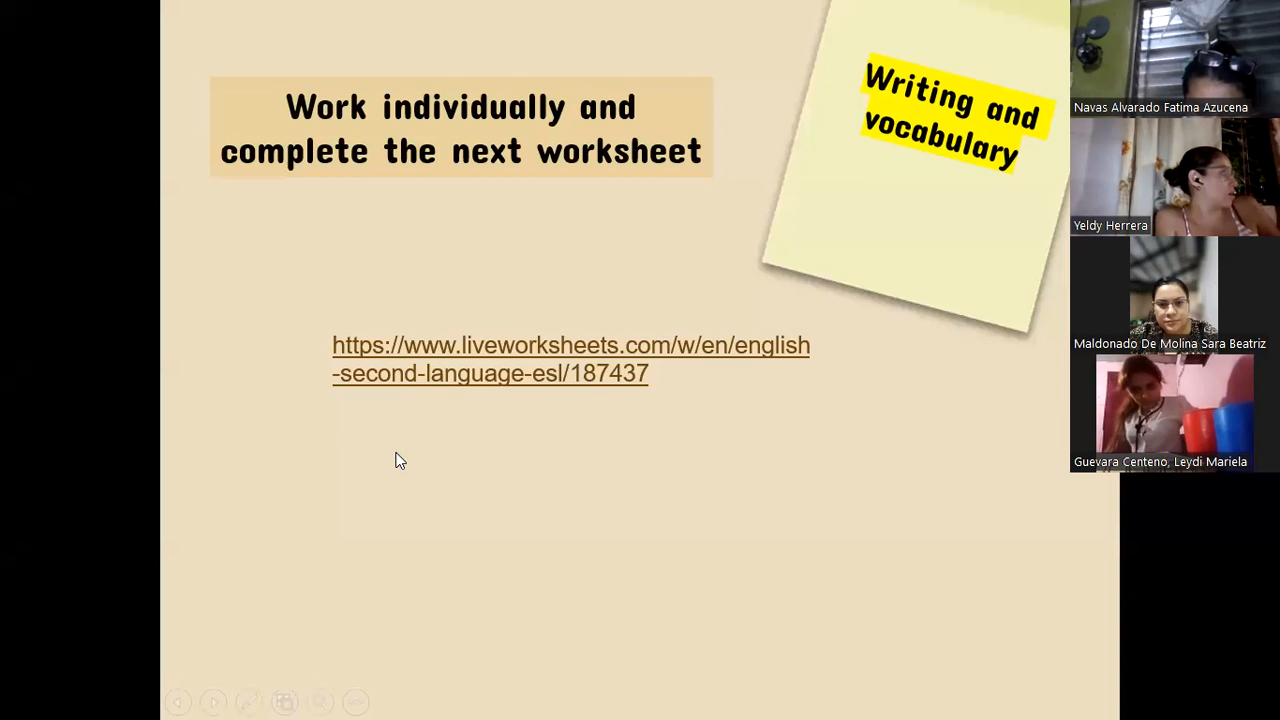 Work individually and
complete the next worksheet
Writing and
vocabulary
https://www.liveworksheets.com/w/en/english
-second-language-esl/187437
Navas Alvarado Fatima Azucena
Yeldy Herrera
Maldonado De Molina Sara Beatriz
Guevara Centeno, Leydi Mariela